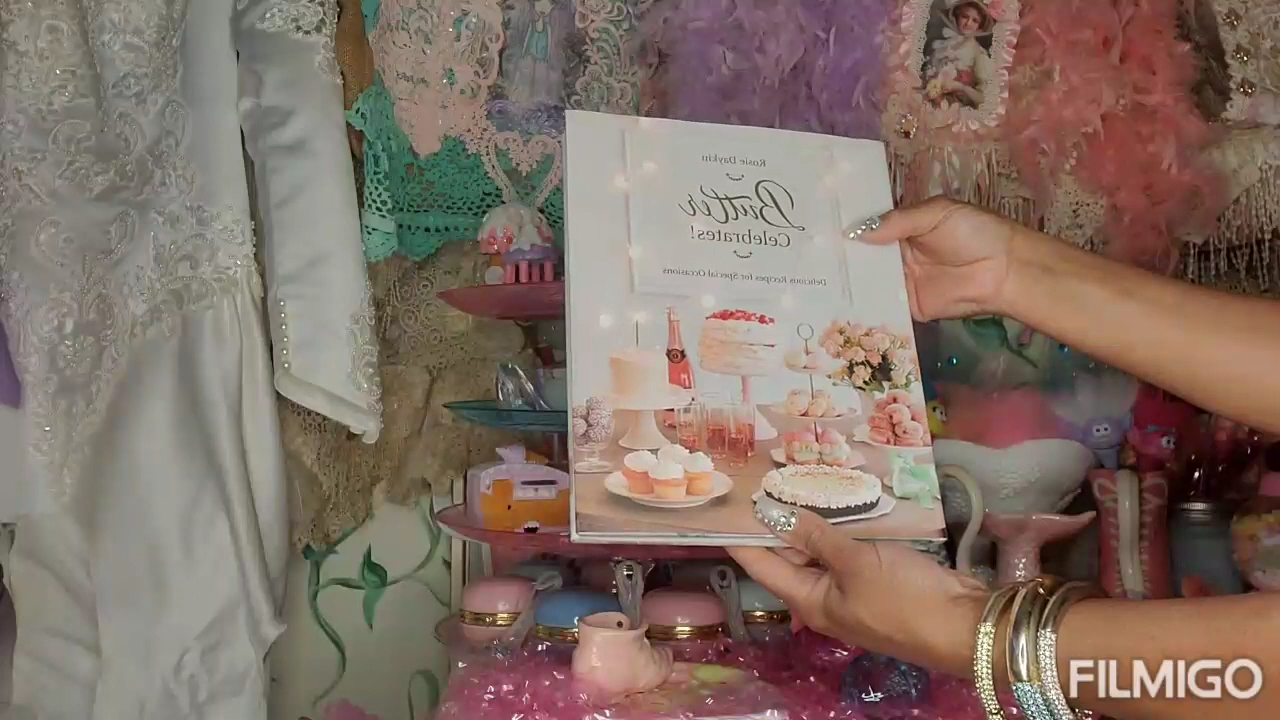 Rosie Daykin
Butter
Celebrates!
Delicious Recipes for Special Occasions
FILMIGO